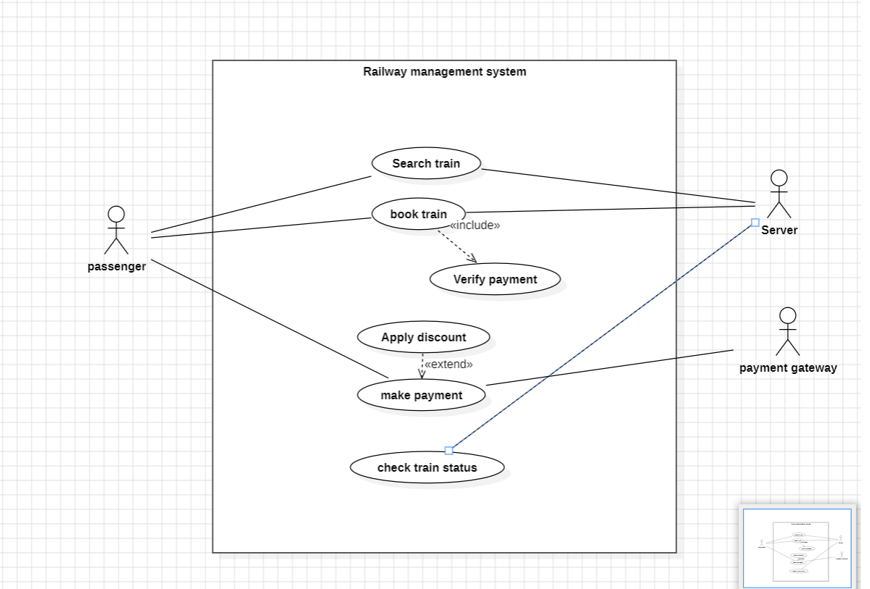 Railway management system
Search train
book train
«include»
Server
passenger
Verify payment
Apply discount
«extend»
payment gateway
make payment
check train status